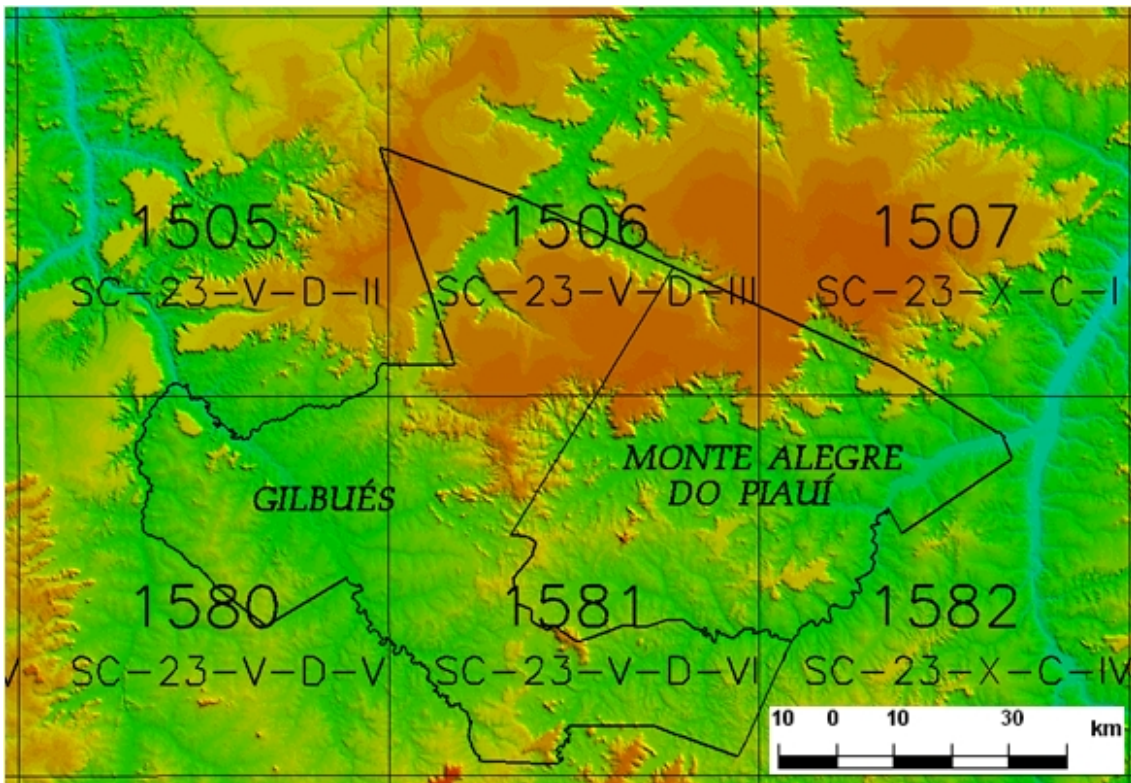 1505
SC-23-V-D-II
1506
SC-23-V-D-III
1507
SC-23-X-C-I
GILBUÉS
MONTE ALEGRE
DO PIAUÍ
1580
SC-23-V-D-V
1581
SC-23-V-D-VI
1582
SC-23-X-C-IV
V
10 0 10 30 km